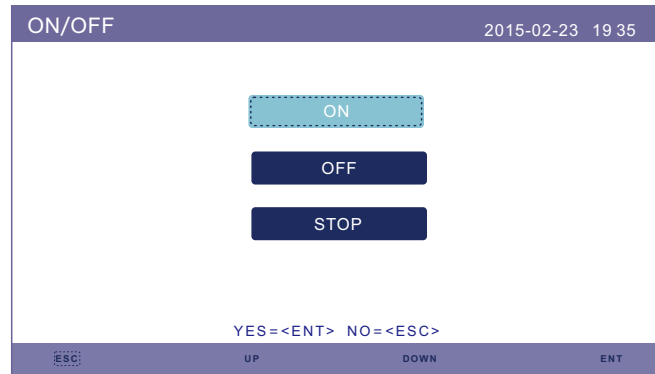 ON/OFF 2015-02-23 19 35
ON
OFF
STOP
YES=<ENT> NO=<ESC>
ESC UP DOWN ENT